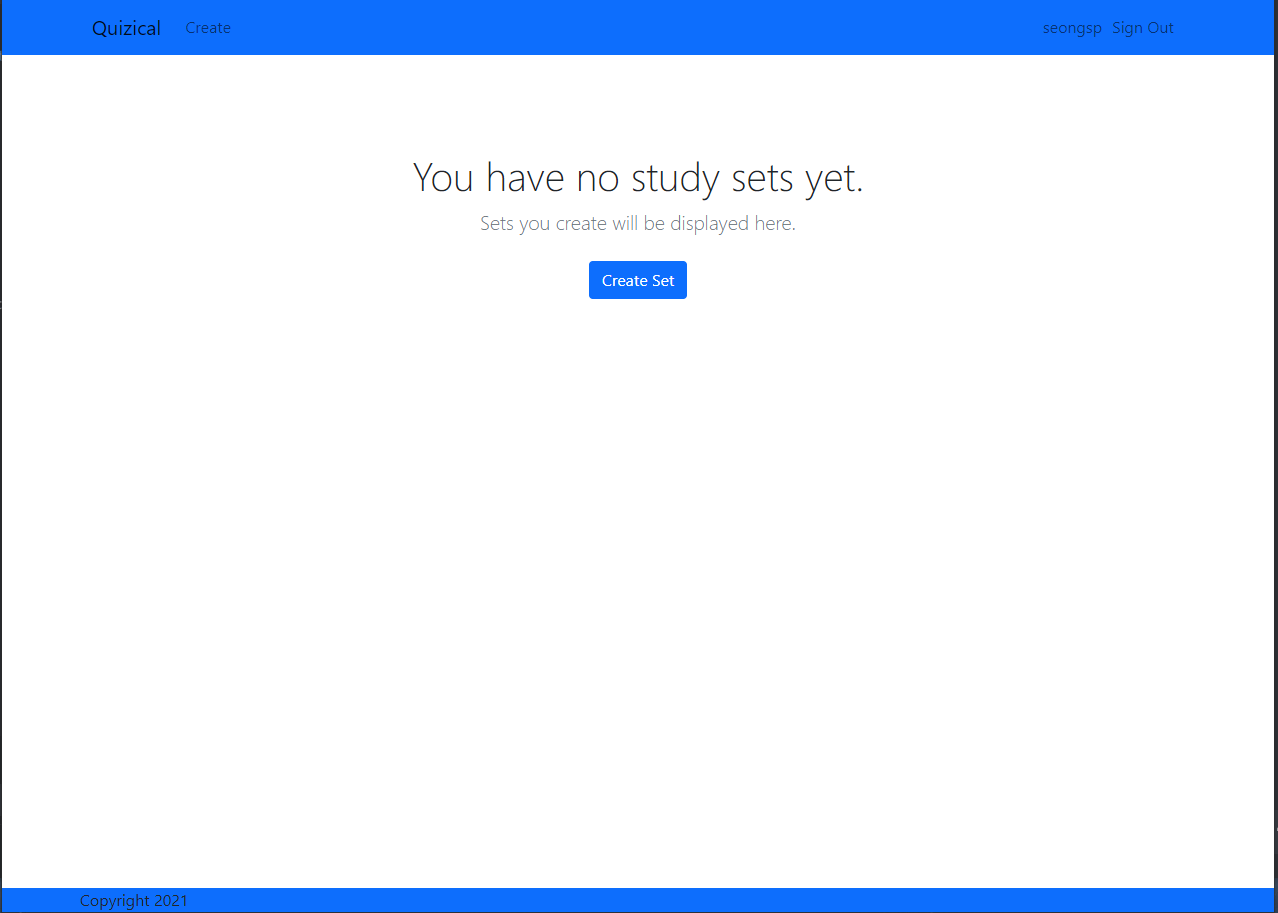 Quizical Create seongsp Sign Out
You have no study sets yet.
Sets you create will be displayed here.
Create Set
Copyright 2021